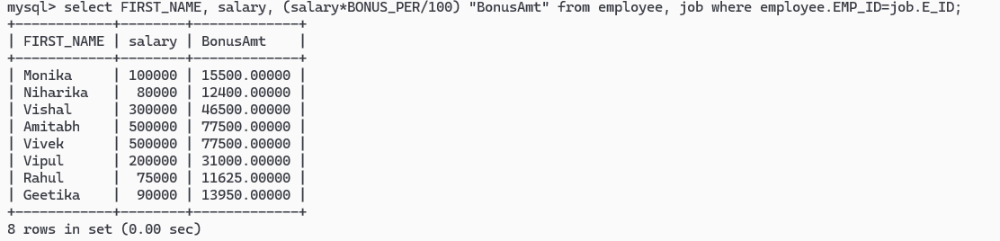 mysql> select FIRST_NAME, salary, (salary*BONUS_PER/100) "BonusAmt" from employee, job where employee.EMP_ID=job.E_ID;
+------------+--------+-------------+
| FIRST_NAME | salary | BonusAmt    |
+------------+--------+-------------+
| Monika     | 100000 | 15500.00000 |
| Niharika   |  80000 | 12400.00000 |
| Vishal     | 300000 | 46500.00000 |
| Amitabh    | 500000 | 77500.00000 |
| Vivek      | 500000 | 77500.00000 |
| Vipul      | 200000 | 31000.00000 |
| Rahul      |  75000 | 11625.00000 |
| Geetika    |  90000 | 13950.00000 |
+------------+--------+-------------+
8 rows in set (0.00 sec)